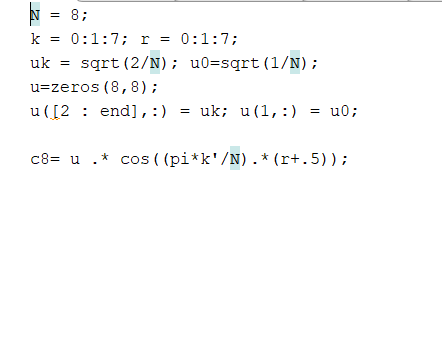 N = 8;
k = 0:1:7; r = 0:1:7;
uk = sqrt(2/N); u0=sqrt(1/N);
u=zeros(8,8);
u([2 : end],:) = uk; u(1,:) = u0;
c8= u .* cos((pi*k'/N).*(r+.5));